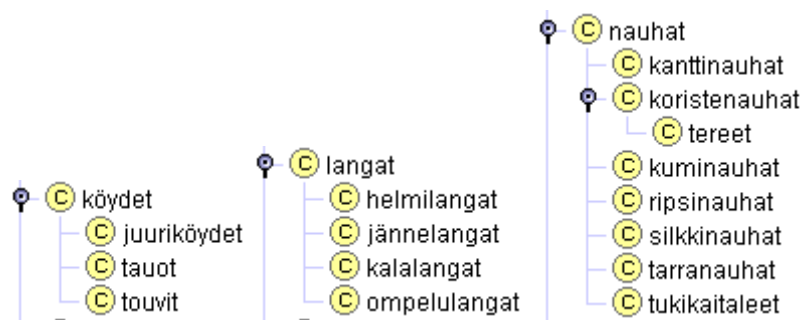 köydet
juuriköydet
tauot
touvit
langat
helmilangat
jännelangat
kalalangat
ompelulangat
nauhat
kanttinauhat
koristenauhat
tereet
kuminauhat
ripsinauhat
silkkinauhat
tarranauhat
tukikaitaleet